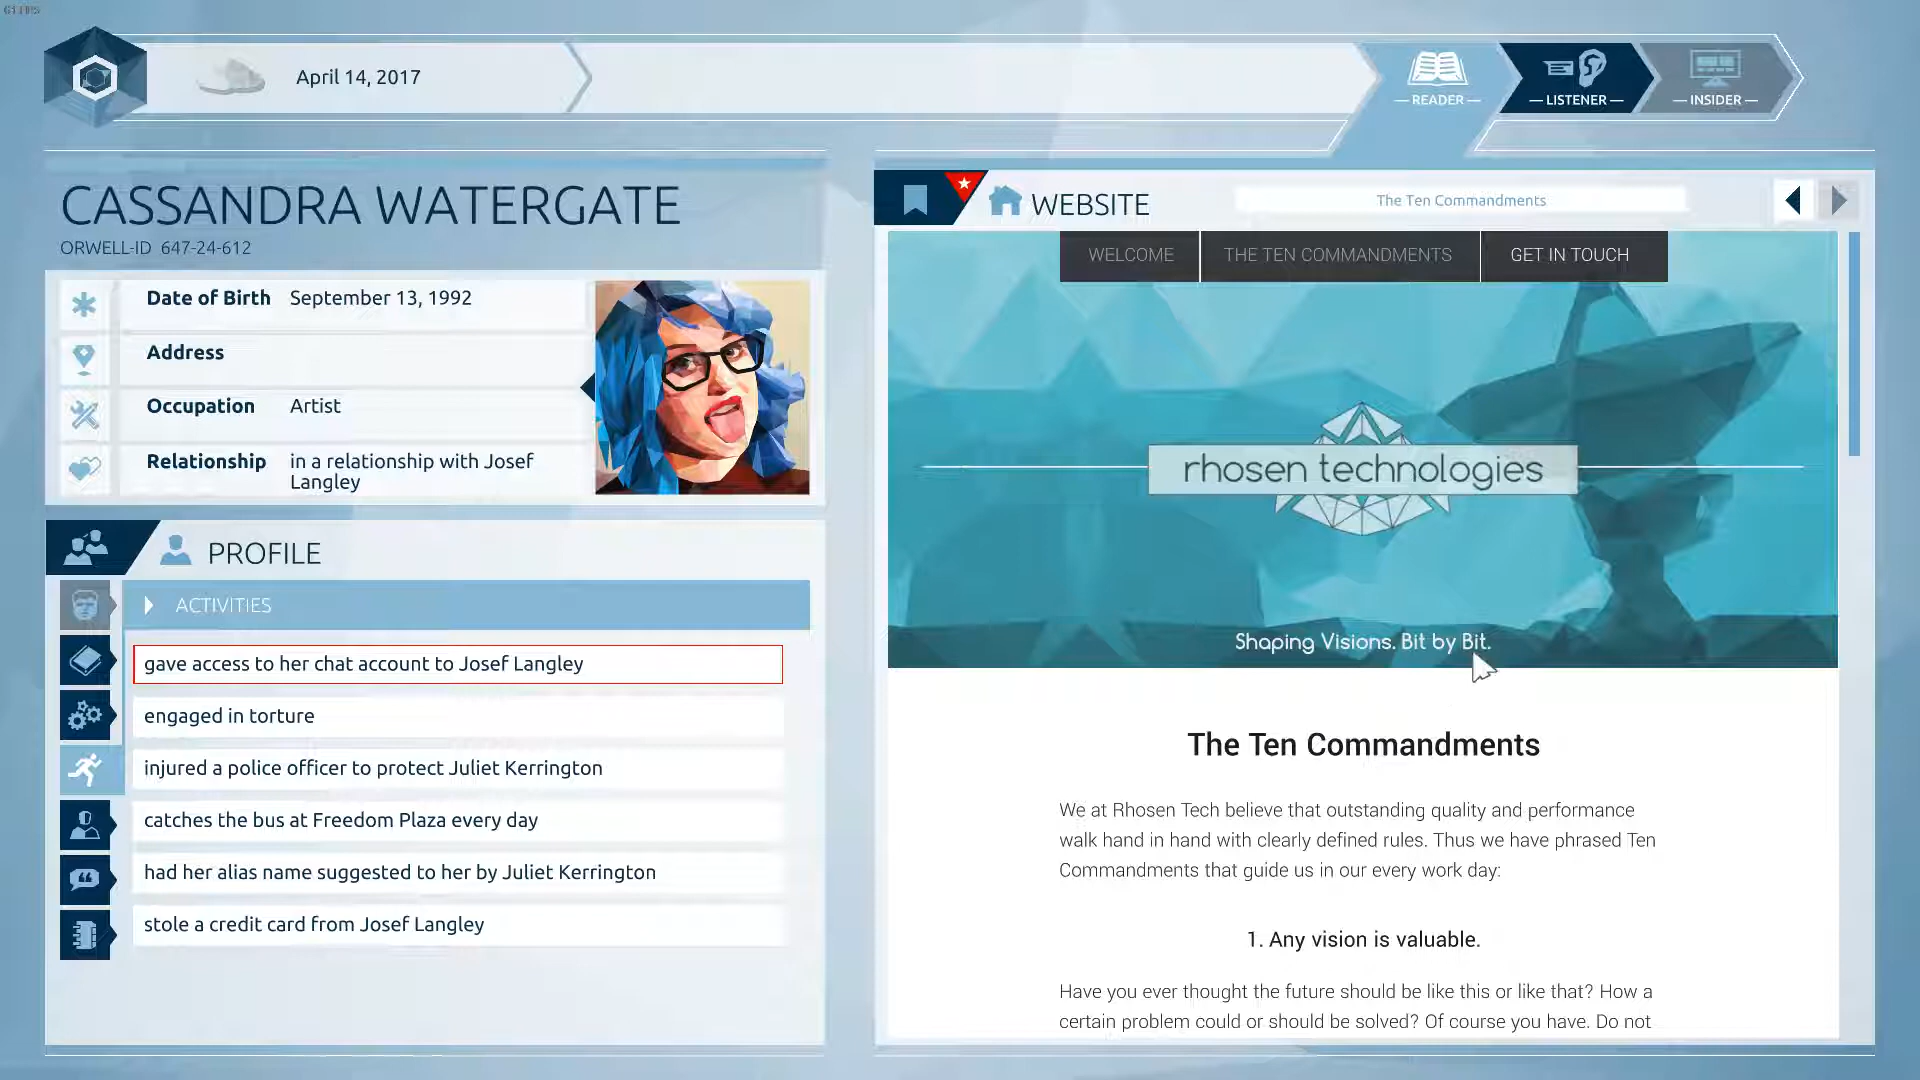 April 14, 2017
READER
LISTENER
INSIDER
CASSANDRA WATERGATE
ORWELL-ID 647-24-612
Date of Birth September 13, 1992
Address
Occupation Artist
Relationship in a relationship with Josef
Langley
PROFILE
ACTIVITIES
gave access to her chat account to Josef Langley
engaged in torture
injured a police officer to protect Juliet Kerrington
catches the bus at Freedom Plaza every day
had her alias name suggested to her by Juliet Kerrington
stole a credit card from Josef Langley
WEBSITE
The Ten Commandments
WELCOME
THE TEN COMMANDMENTS
GET IN TOUCH
rhosen technologies
Shaping Visions. Bit by Bit.
The Ten Commandments
We at Rhosen Tech believe that outstanding quality and performance
walk hand in hand with clearly defined rules. Thus we have phrased Ten
Commandments that guide us in our every work day:
1. Any vision is valuable.
Have you ever thought the future should be like this or like that? How a
certain problem could or should be solved? Of course you have. Do not